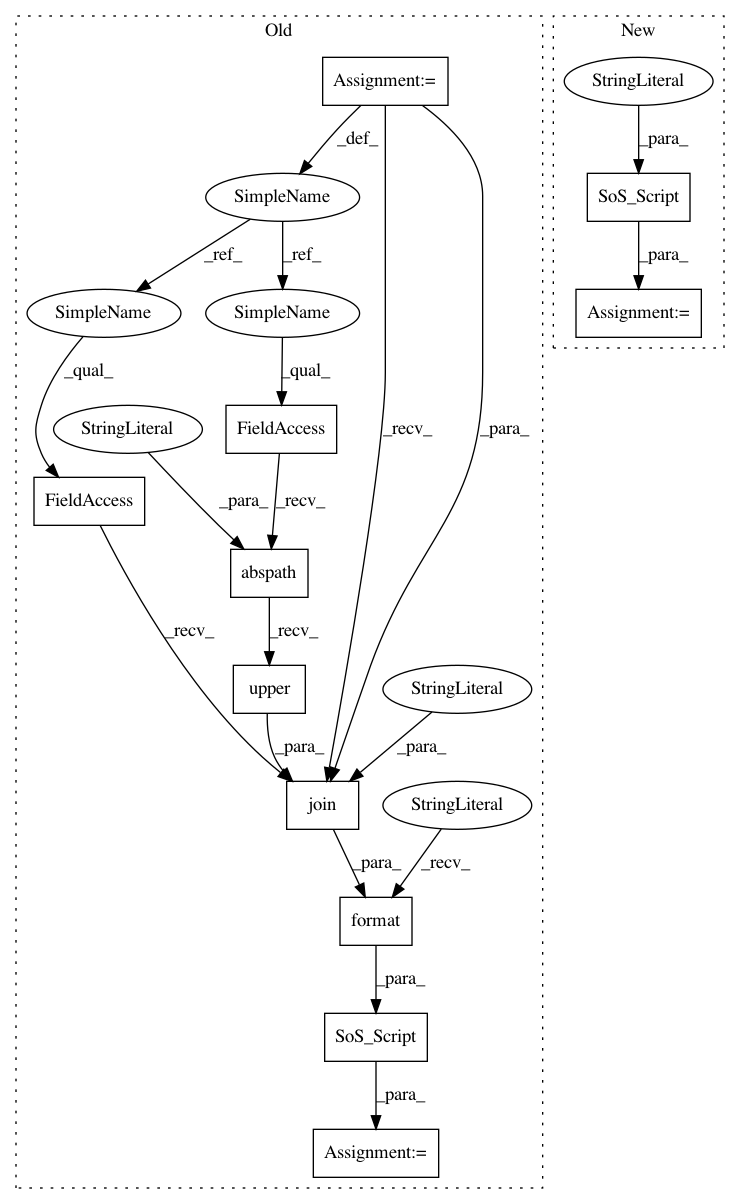 Old
New
Assignment:=
StringLiteral
_def_
_para_
SimpleName
SoS_Script
_ref_
_ref_
_para_
SimpleName
SimpleName
Assignment:=
_qual_
_qual_
StringLiteral
FieldAccess
_recv_
_para_
FieldAccess
_para_
_recv_
abspath
_recv_
_recv_
upper
StringLiteral
_para_
_para_
join
StringLiteral
_para_
_recv_
format
_para_
SoS_Script
_para_
Assignment:=